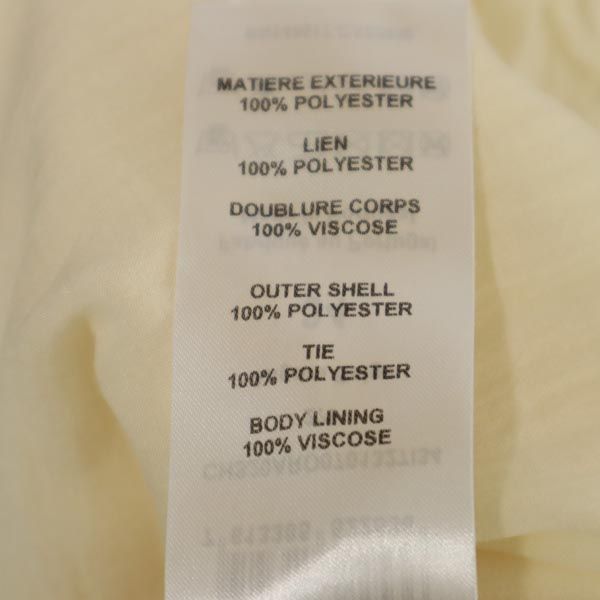 MATIERE EXTERIEURE
100% POLYESTER
LIEN
100% POLYESTER
DOUBLURE CORPS
100% VISCOSE
OUTER SHELL
100% POLYESTER
TIE
100% POLYESTER
BODY LINING
100% VISCOSE